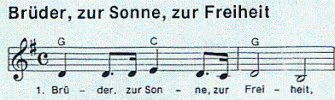 Brüder, zur Sonne, zur Freiheit
G C G
1. Brü - der, zur Son - ne, zur Frei - heit,